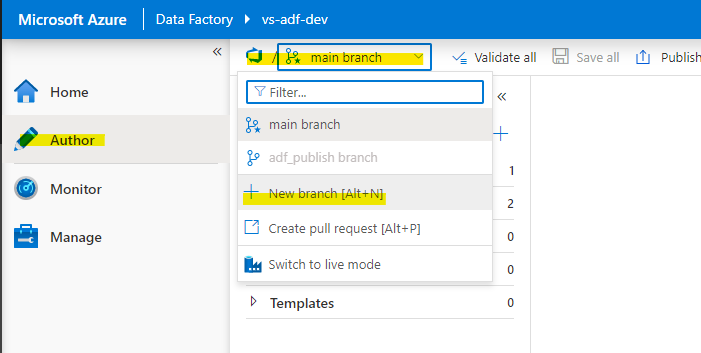 Microsoft Azure
Data Factory
vs-adf-dev
/
main branch
Validate all
Save all
Publish
Home
Author
Monitor
Manage
Filter...
main branch
adf_publish branch
New branch [Alt+N]
Create pull request [Alt+P]
Switch to live mode
1
2
0
0
Templates
0